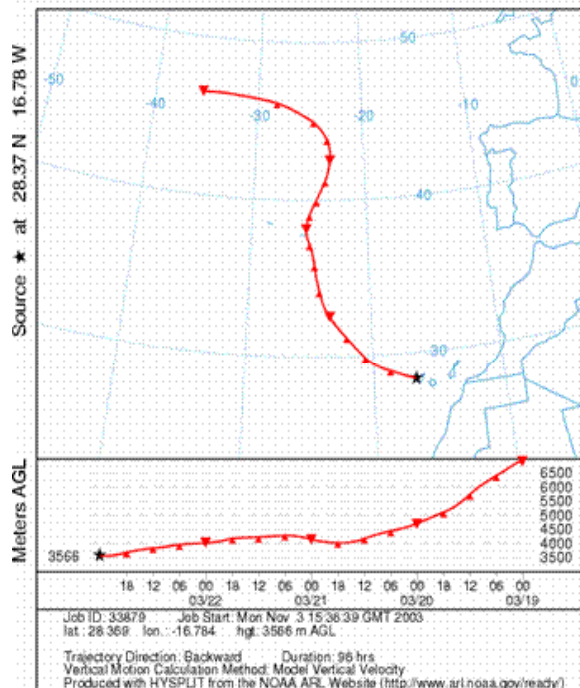 50
-50
-40
-30
-20
-10
0
40
30
Source ★ at 28.37 N 16.78 W
Meters AGL
6500
6000
5500
5000
4500
4000
3500
3566
18 12 06 00 18 12 06 00 18 12 06 00 18 12 06 00
03/22 03/21 03/20 03/19
Job ID: 33879 Job Start: Mon Nov 3 15:36:39 GMT 2003
lat.: 28.369 lon.: -16.784 hgt: 3566 m AGL
Trajectory Direction: Backward Duration: 96 hrs
Vertical Motion Calculation Method: Model Vertical Velocity
Produced with HYSPLIT from the NOAA ARL Website (http://www.arl.noaa.gov/ready/)